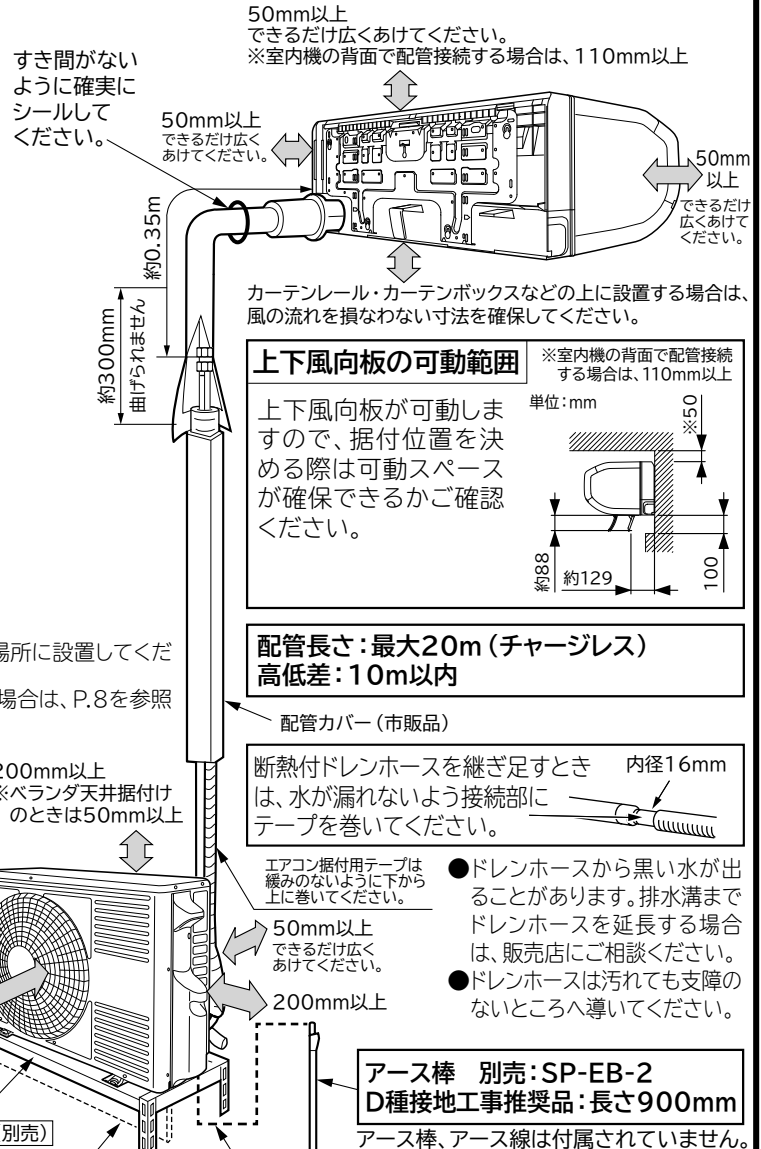 50mm以上
できるだけ広くあけてください。
※室内機の背面で配管接続する場合は、110mm以上
すき間がない
ように確実に
シールして
ください。
50mm以上
できるだけ広く
あけてください。
50mm
以上
できるだけ
広くあけて
ください。
約0.35m
約300mm
曲げられません
カーテンレール・カーテンボックスなどの上に設置する場合は、
風の流れを損なわない寸法を確保してください。
上下風向板の可動範囲
※室内機の背面で配管接続
する場合は、110mm以上
上下風向板が可動しま
すので、据付位置を決
める際は可動スペース
が確保できるかご確認
ください。
単位:mm
※50
約88
約129
100
場所に設置してくだ
場合は、P.8を参照
配管長さ:最大20m(チャージレス)
高低差:10m以内
配管カバー(市販品)
200mm以上
※ベランダ天井据付け
のときは50mm以上
断熱付ドレンホースを継ぎ足すとき
は、水が漏れないよう接続部に
テープを巻いてください。
内径16mm
エアコン据付用テープは
緩みのないように下から
上に巻いてください。
50mm以上
できるだけ広く
あけてください。
200mm以上
●ドレンホースから黒い水が出
ることがあります。排水溝まで
ドレンホースを延長する場合
は、販売店にご相談ください。
●ドレンホースは汚れても支障の
ないところへ導いてください。
アース棒 別売:SP-EB-2
D種接地工事推奨品:長さ900mm
アース棒、アース線は付属されていません。
別売)